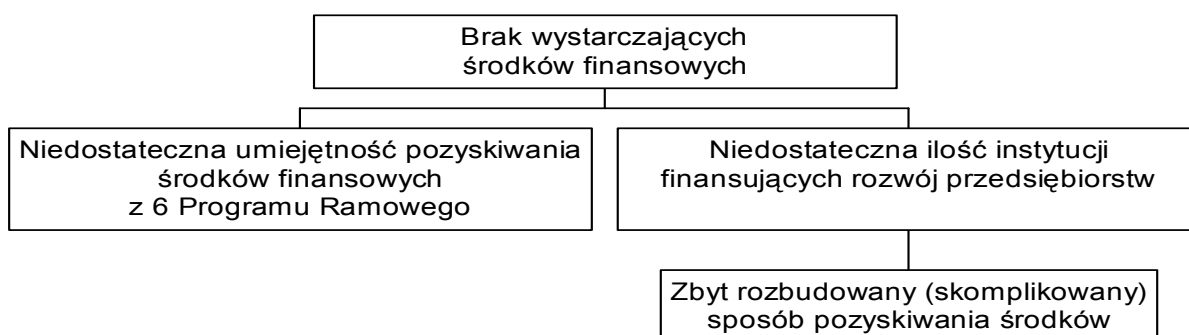 Brak wystarczających
środków finansowych
Niedostateczna umiejętność pozyskiwania
środków finansowych
z 6 Programu Ramowego
Niedostateczna ilość instytucji
finansujących rozwój przedsiębiorstw
Zbyt rozbudowany (skomplikowany)
sposób pozyskiwania środków